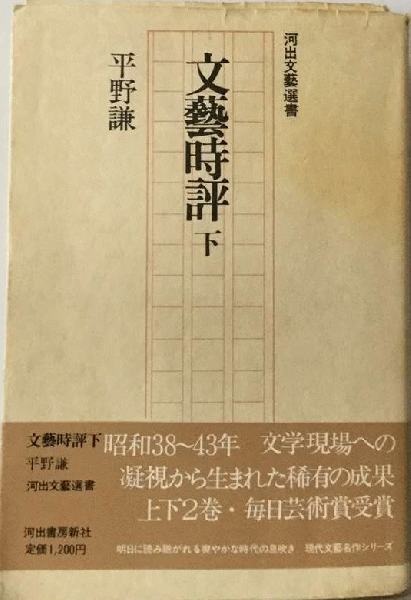 河出文藝選書
文藝時評 下
平野謙
文藝時評下
平野謙
河出文藝選書
河出書房新社
定価1,200円
昭和38〜43年 文学現場への
凝視から生まれた稀有の成果
上下2巻・毎日芸術賞受賞
明日に読み継がれる爽やかな時代の息吹き 現代文藝名作シリーズ